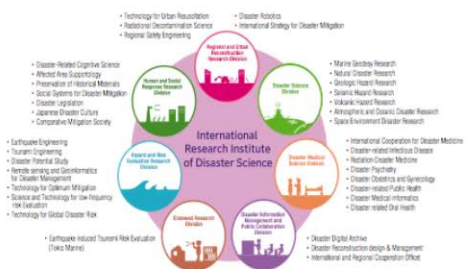 • Technology for Urban Resuscitation
• Radiational Decontamination Science
• Regional Safety Engineering
• Disaster Robotics
• International Strategy for Disaster Mitigation
Regional and Urban
Reconstruction
Research Division
• Disaster-Related Cognitive Science
• Affected Area Supportology
• Preservation of Historical Materials
• Social Systems for Disaster Mitigation
• Disaster Legislation
• Japanese Disaster Culture
• Comparative Mitigation Society
Human and Social
Response Research
Division
Disaster Science
Division
• Marine Geodesy Research
• Natural Disaster Research
• Geologic Hazard Research
• Seismic Hazard Research
• Volcanic Hazard Research
• Atmospheric and Oceanic Disaster Research
• Space Environment Disaster Research
International
Research Institute
of Disaster Science
• Earthquake Engineering
• Tsunami Engineering
• Disaster Potential Study
• Remote sensing and Geoinformatics
for Disaster Management
• Technology for Optimum Mitigation
• Science and Technology for low-frequency
risk Evaluation
• Technology for Global Disaster Risk
Hazard and Risk
Evaluation Research
Division
Disaster Medical
Science Division
• International Cooperation for Disaster Medicine
• Disaster-related Infectious Disease
• Radiation Disaster Medicine
• Disaster Psychiatry
• Disaster Obstetrics and Gynecology
• Disaster-related Public Health
• Disaster Medical Informatics
• Disaster related Oral Health
Endowed Research
Division
Disaster Information
Management and
Public Collaboration
Division
• Earthquake Induced Tsunami Risk Evaluation
(Tokio Marine)
• Disaster Digital Archive
• Disaster Reconstruction design & Management
• International and Regional Cooperation Office